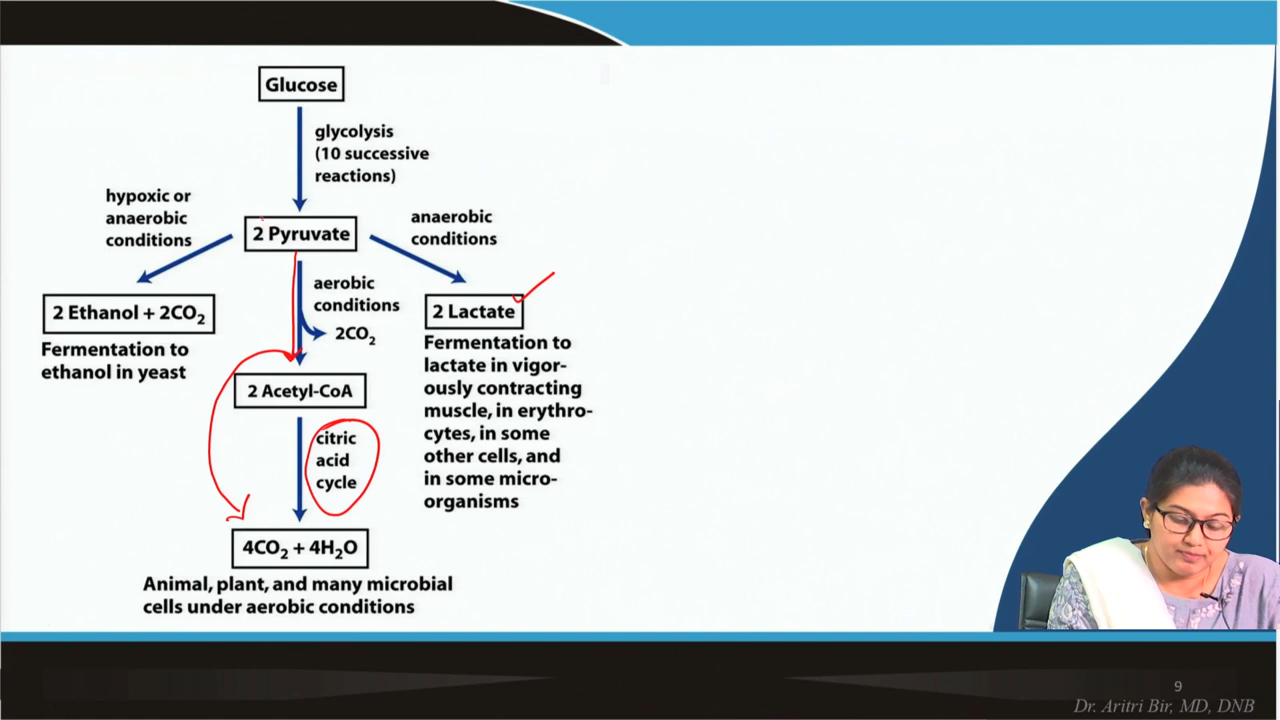 Glucose
glycolysis
(10 successive
reactions)
hypoxic or
anaerobic
conditions
2 Pyruvate
anaerobic
conditions
2 Ethanol + 2CO₂
Fermentation to
ethanol in yeast
aerobic
conditions
2CO₂
2 Lactate
Fermentation to
lactate in vigor-
ously contracting
muscle, in erythro-
cytes, in some
other cells, and
in some micro-
organisms
2 Acetyl-CoA
citric
acid
cycle
4CO₂ + 4H₂O
Animal, plant, and many microbial
cells under aerobic conditions
9
Dr. Aritri Bir, MD, DNB